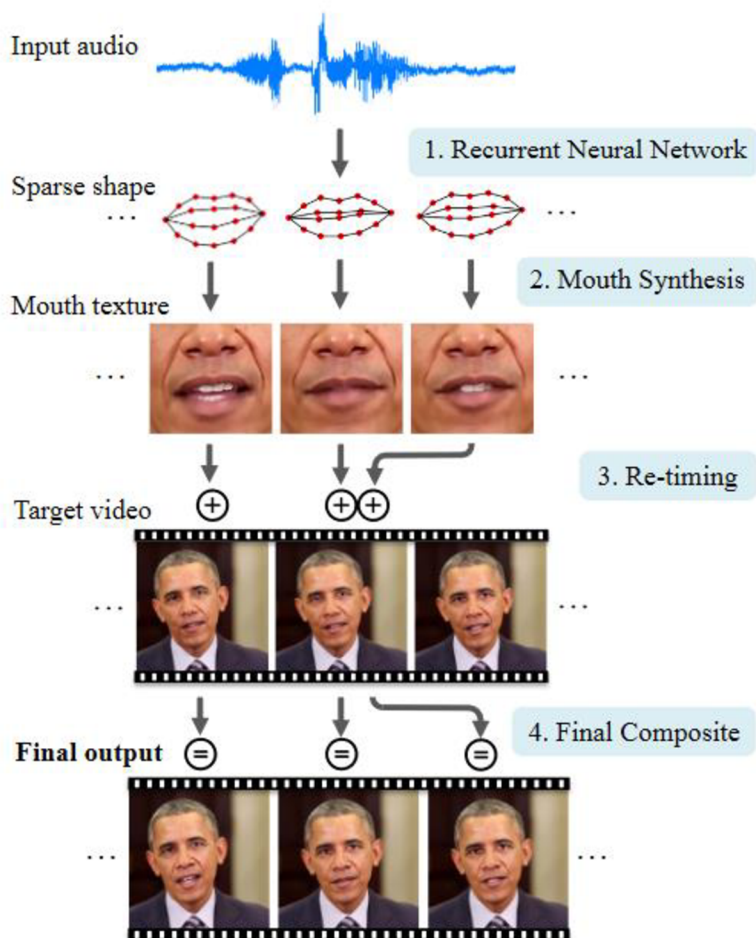 Input audio
1. Recurrent Neural Network
Sparse shape
... ...
2. Mouth Synthesis
Mouth texture
... ...
3. Re-timing
Target video
+ + +
... ...
4. Final Composite
Final output
= = =
... ...